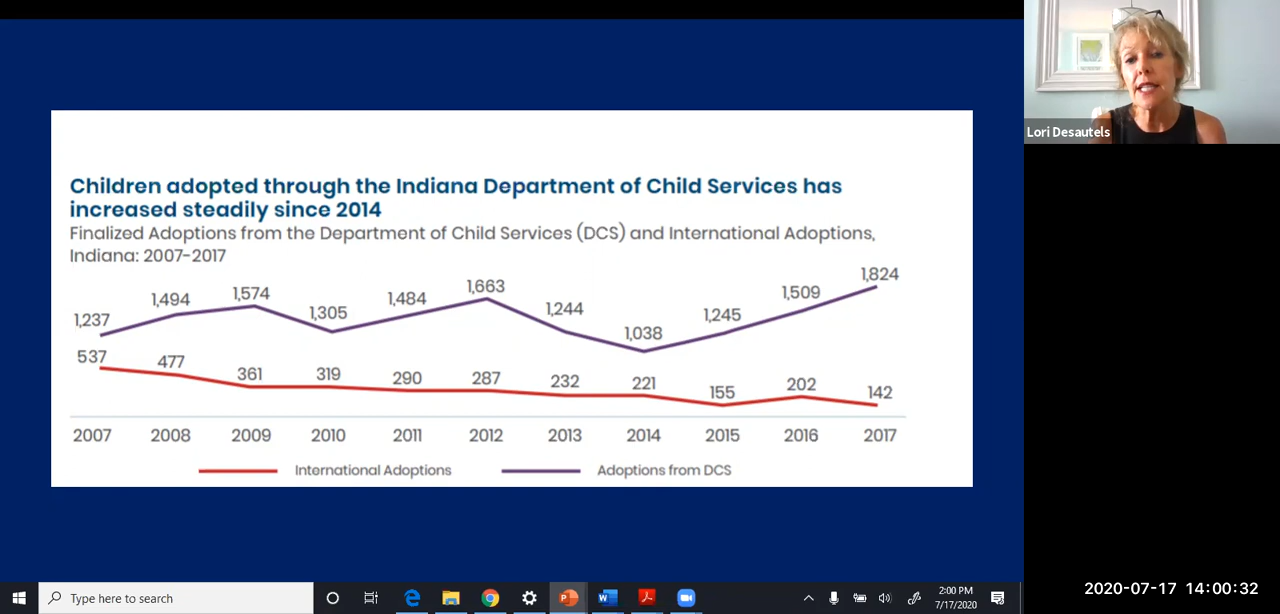 Children adopted through the Indiana Department of Child Services has
increased steadily since 2014
Finalized Adoptions from the Department of Child Services (DCS) and International Adoptions,
Indiana: 2007-2017
1,237
1,494
1,574
1,305
1,484
1,663
1,244
1,038
1,245
1,509
1,824
537
477
361
319
290
287
232
221
155
202
142
2007 2008 2009 2010 2011 2012 2013 2014 2015 2016 2017
International Adoptions
Adoptions from DCS
Lori Desautels
Type here to search
2:00 PM
7/17/2020
2020-07-17 14:00:32